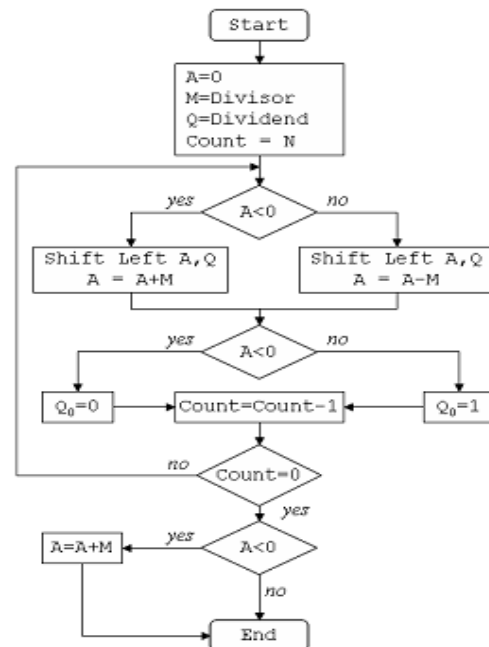 Start
A=0
M=Divisor
Q=Dividend
Count = N
yes
A<0
no
Shift Left A,Q
A = A+M
Shift Left A,Q
A = A-M
yes
A<0
no
Q₀=0
Count=Count-1
Q₀=1
no
Count=0
yes
A=A+M
yes
A<0
no
End